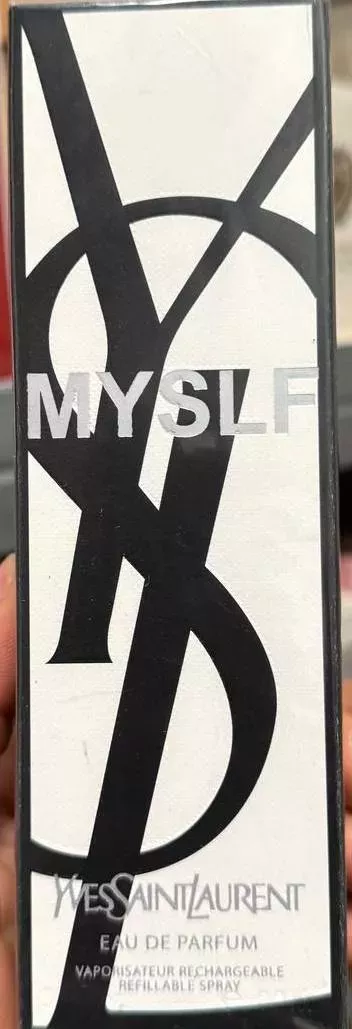 MYSLF
YVESSAINTLAURENT
EAU DE PARFUM
VAPORISATEUR RECHARGEABLE
REFILLABLE SPRAY